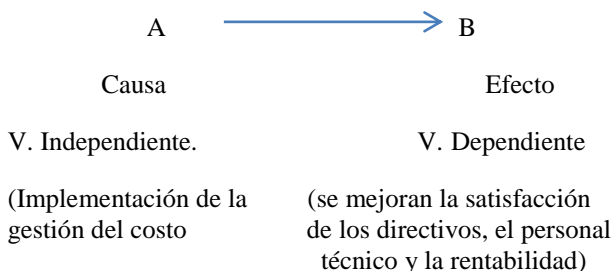 A B
Causa Efecto
V. Independiente. V. Dependiente
(Implementación de la (se mejoran la satisfacción
gestión del costo de los directivos, el personal
técnico y la rentabilidad)